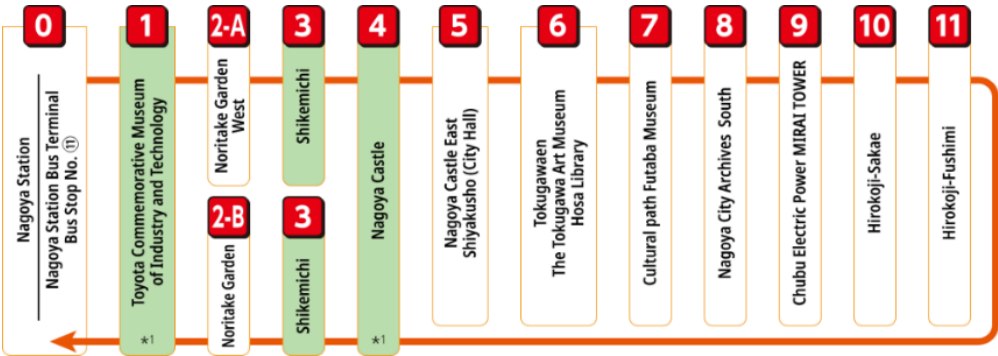 0
Nagoya Station
Nagoya Station Bus Terminal
Bus Stop No. ⑪
1
Toyota Commemorative Museum
of Industry and Technology
*1
2-A
Noritake Garden
West
2-B
Noritake Garden
3
Shikemichi
3
Shikemichi
4
Nagoya Castle
*1
5
Nagoya Castle East
Shiyakusho (City Hall)
6
Tokugawaen
The Tokugawa Art Museum
Hosa Library
7
Cultural path Futaba Museum
8
Nagoya City Archives South
9
Chubu Electric Power MIRAI TOWER
10
Hirokoji-Sakae
11
Hirokoji-Fushimi